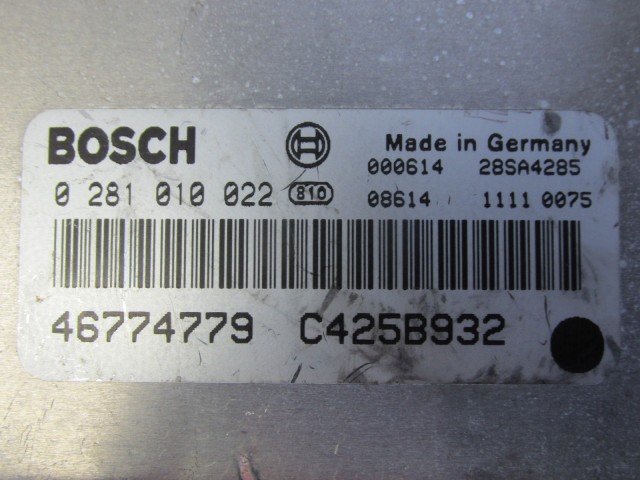 BOSCH Made in Germany
000614 28SA4285
0 281 010 022 810 08614 1111 0075
46774779 C425B932